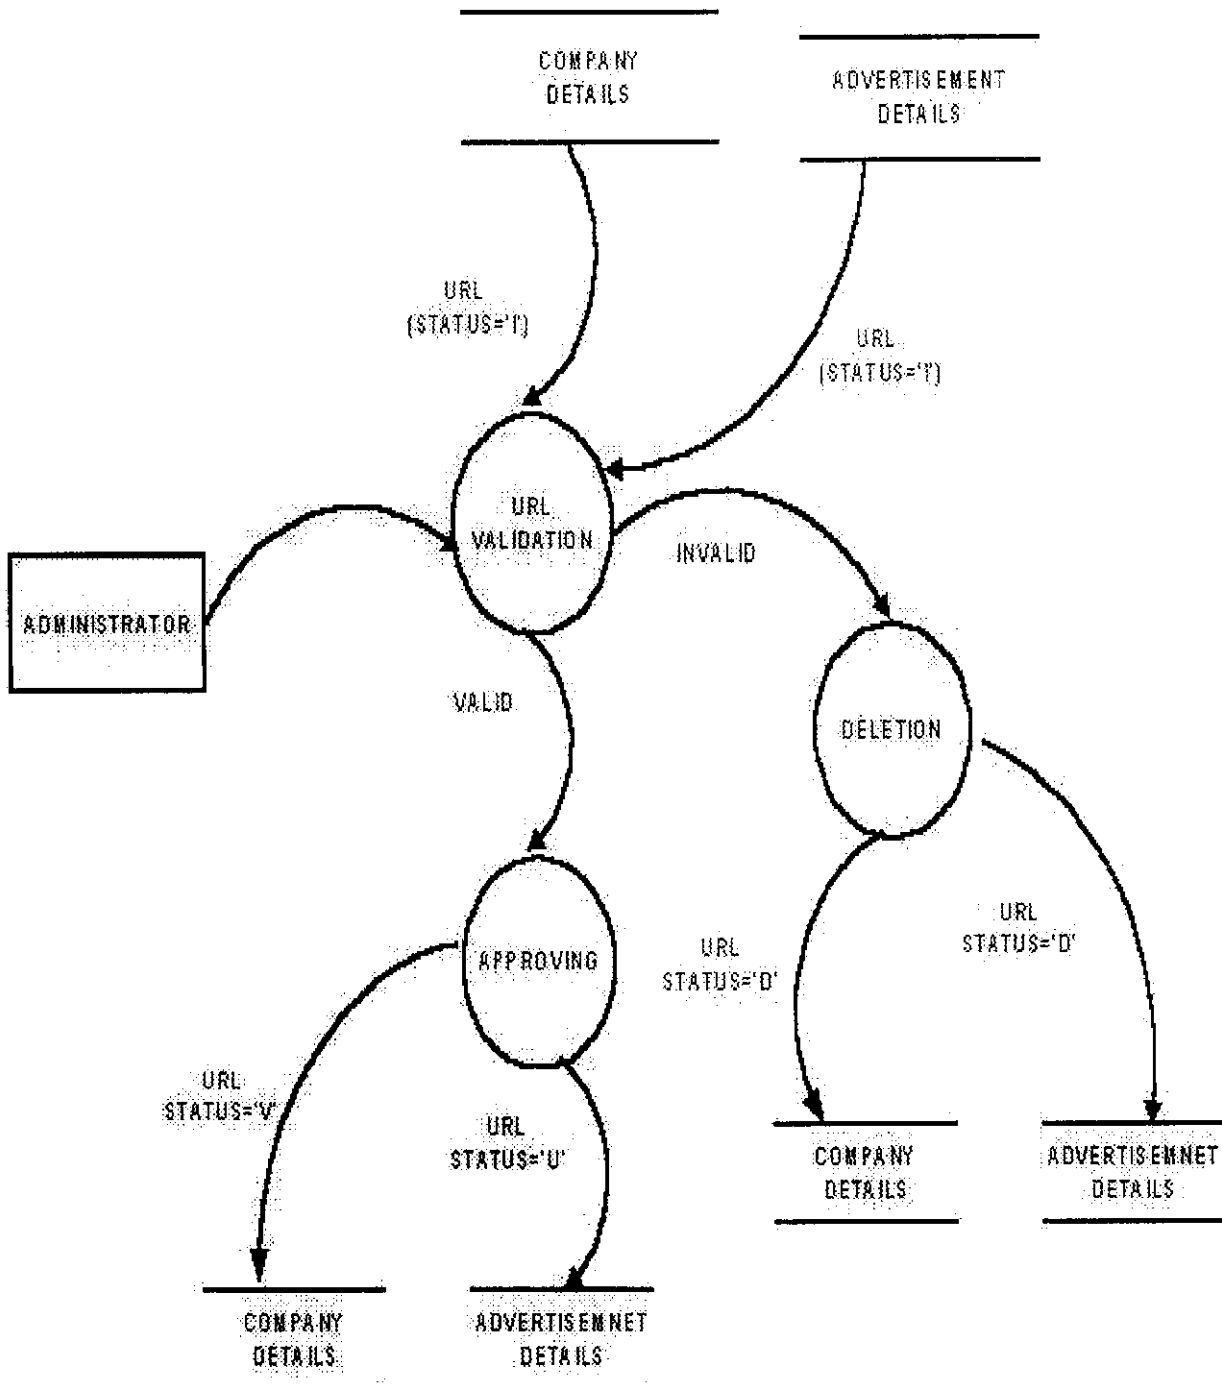 COMPANY
DETAILS
ADVERTISEMENT
DETAILS
URL
(STATUS='I')
URL
(STATUS='I')
URL
VALIDATION
INVALID
ADMINISTRATOR
VALID
DELETION
APPROVING
URL
STATUS='D'
URL
STATUS='D'
URL
STATUS='V'
URL
STATUS='U'
COMPANY
DETAILS
ADVERTISEMNET
DETAILS
COMPANY
DETAILS
ADVERTISEMNET
DETAILS